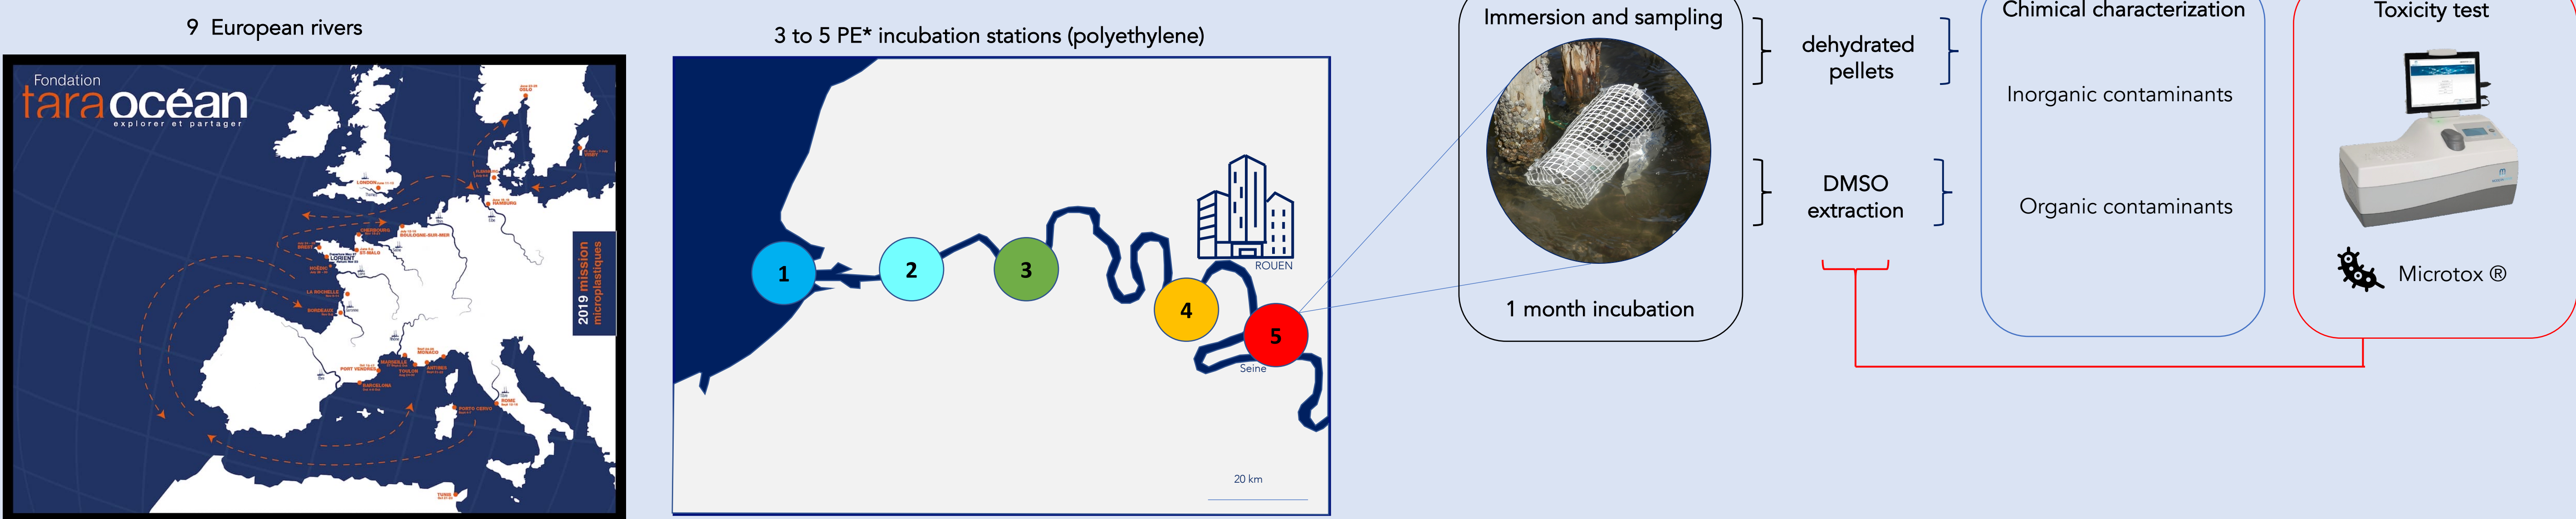 9 European rivers
Fondation
taraocéan
explorer et partager
OSLO
LONDON
HAMBURG
CHERBOURG
BOULOGNE-SUR-MER
BREST
ST-MALO
LORIENT
LA ROCHELLE
BORDEAUX
MONACO
MARSEILLE
ANTIBES
TOULON
PORT VENDRES
BARCELONA
ROME
PORTO CERVO
TUNIS
2019 mission
microplastiques
3 to 5 PE* incubation stations (polyethylene)
1
2
3
4
5
ROUEN
Seine
20 km
Immersion and sampling
1 month incubation
dehydrated
pellets
DMSO
extraction
Chimical characterization
Inorganic contaminants
Organic contaminants
Toxicity test
Microtox ®